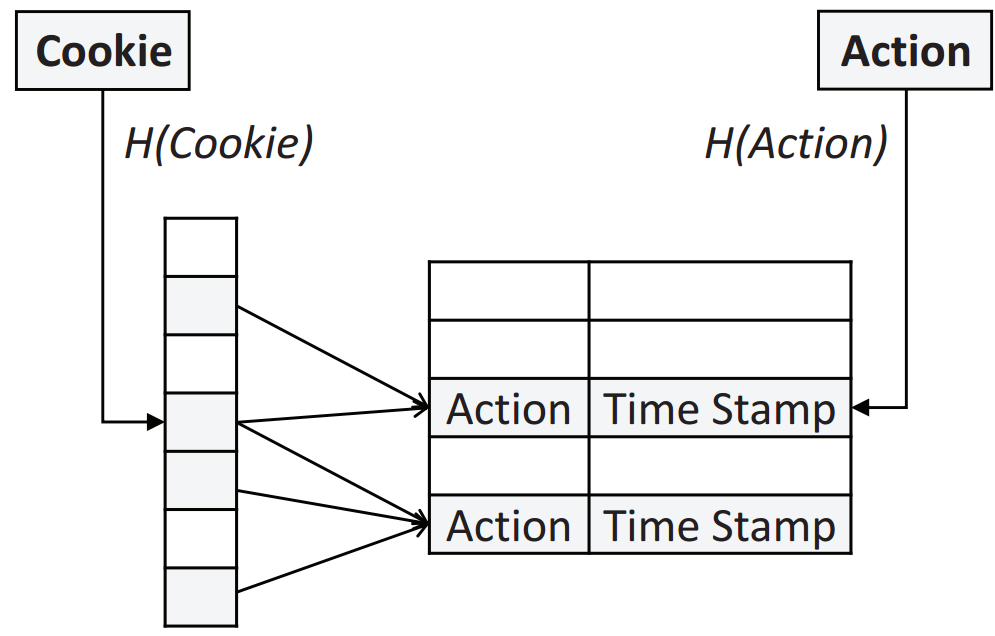 Cookie
Action
H(Cookie)
H(Action)
Action Time Stamp
Action Time Stamp